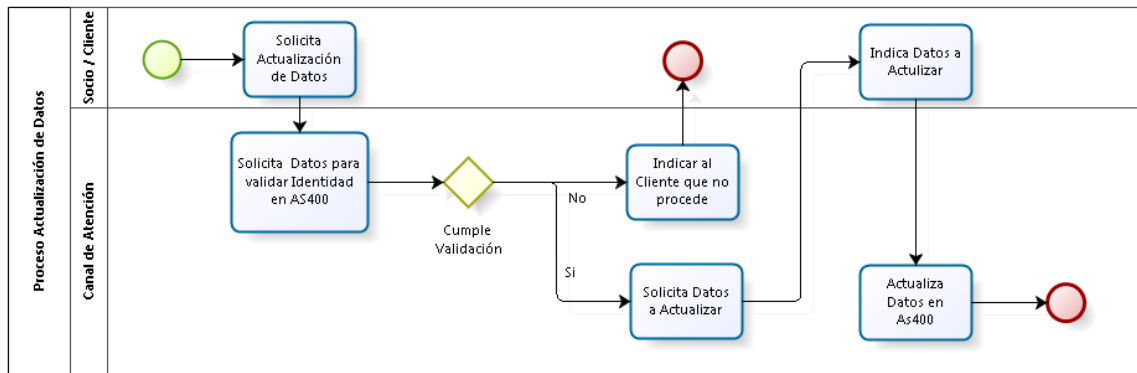 Proceso Actualización de Datos
Socio / Cliente
Solicita
Actualización
de Datos
Indica Datos a
Actulizar
Canal de Atención
Solicita Datos para
validar Identidad
en AS400
Cumple
Validación
No
Indicar al
Cliente que no
procede
Si
Solicita Datos
a Actualizar
Actualiza
Datos en
As400